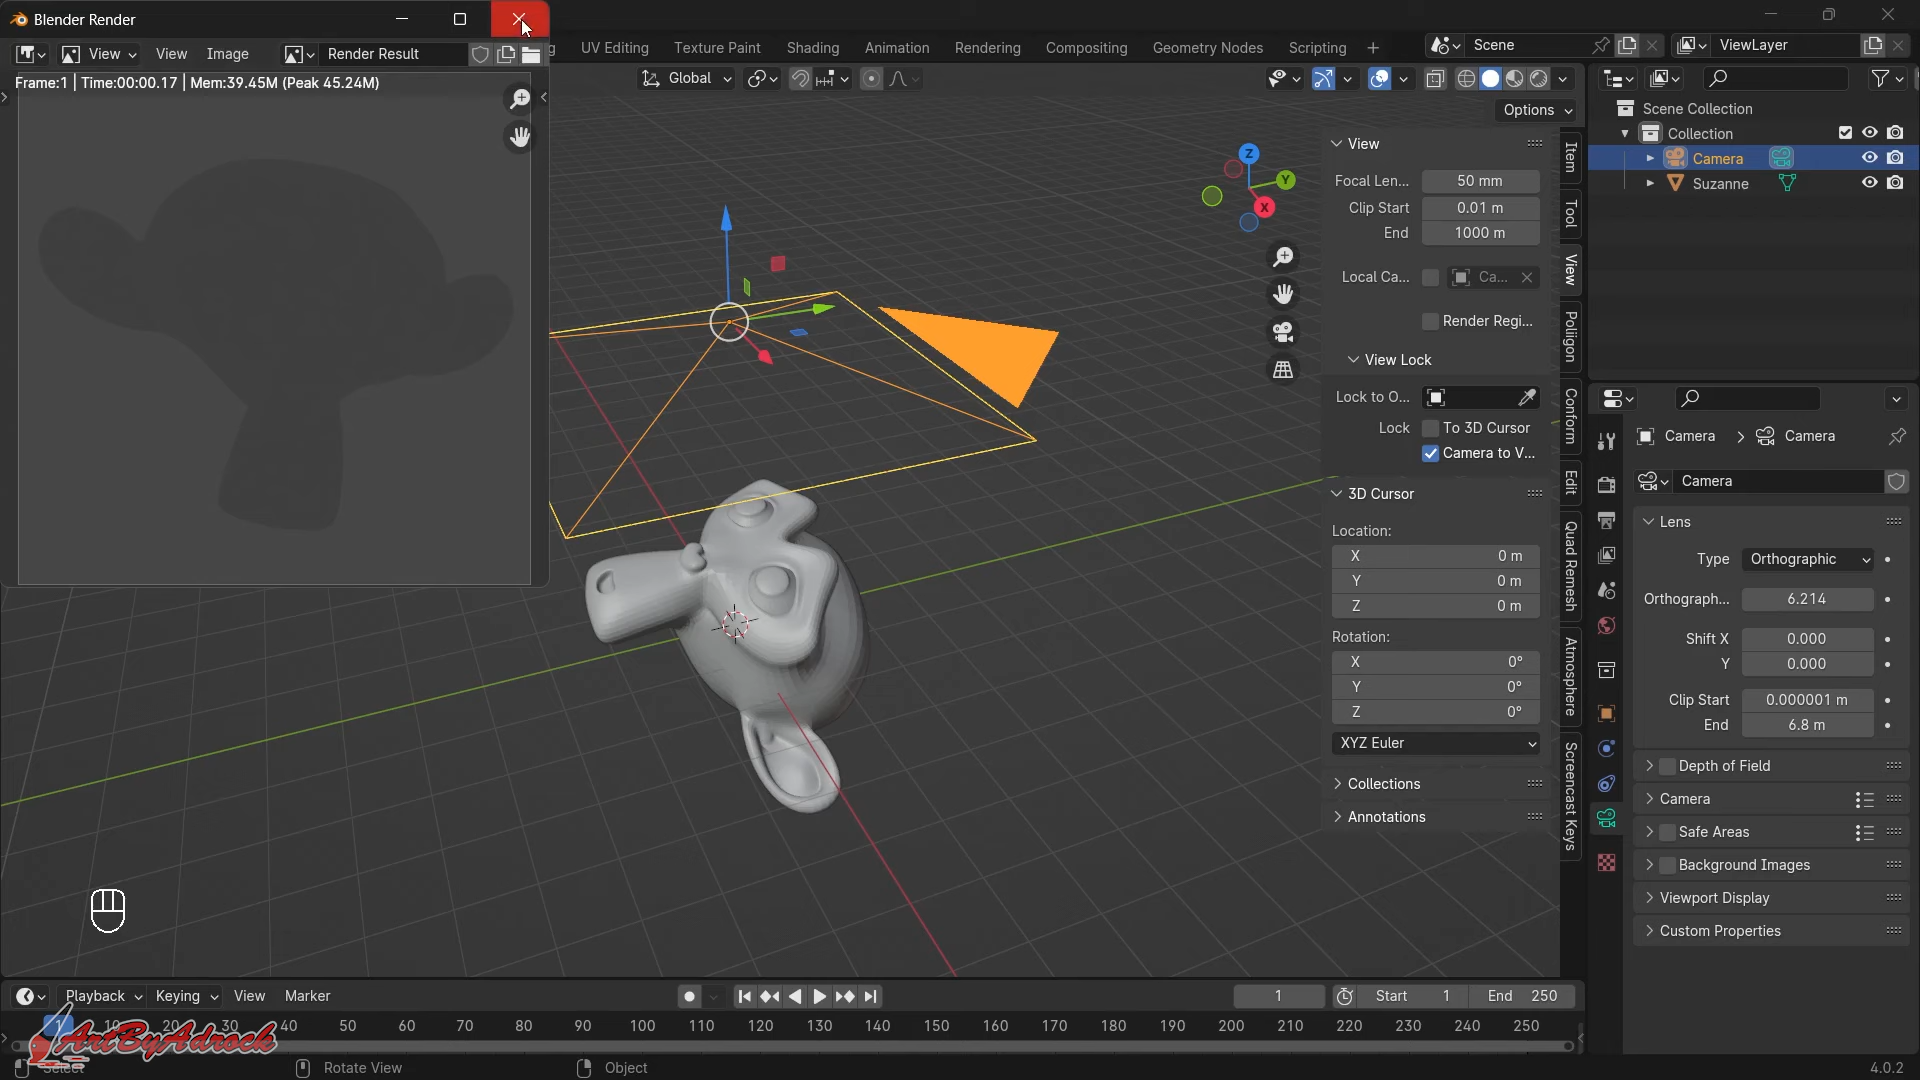 Blender Render
View
View
Image
Render Result
Frame:1 | Time:00:00.17 | Mem:39.45M (Peak 45.24M)
UV Editing
Texture Paint
Shading
Animation
Rendering
Compositing
Geometry Nodes
Scripting
+
Scene
ViewLayer
Global
Options
Z
Y
X
View
Focal Len... 50 mm
Clip Start 0.01 m
End 1000 m
Local Ca... Ca...
Render Regi...
View Lock
Lock to O...
Lock To 3D Cursor
Camera to V...
3D Cursor
Location:
X 0 m
Y 0 m
Z 0 m
Rotation:
X 0°
Y 0°
Z 0°
XYZ Euler
Collections
Annotations
Item
Tool
View
Poliigon
Conform
Edit
Quad Remesh
Atmosphere
Screencast Keys
Scene Collection
Collection
Camera
Suzanne
Camera > Camera
Camera
Lens
Type Orthographic
Orthograph... 6.214
Shift X 0.000
Y 0.000
Clip Start 0.000001 m
End 6.8 m
Depth of Field
Camera
Safe Areas
Background Images
Viewport Display
Custom Properties
Playback
Keying
View
Marker
1
Start 1
End 250
1 10 20 30 40 50 60 70 80 90 100 110 120 130 140 150 160 170 180 190 200 210 220 230 240 250
ArtByAdrock
Select
Rotate View
Object
4.0.2